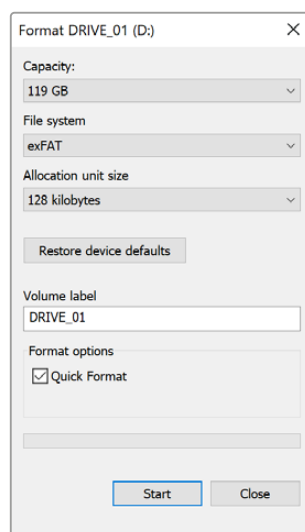 Format DRIVE_01 (D:)
Capacity:
119 GB
File system
exFAT
Allocation unit size
128 kilobytes
Restore device defaults
Volume label
DRIVE_01
Format options
Quick Format
Start
Close